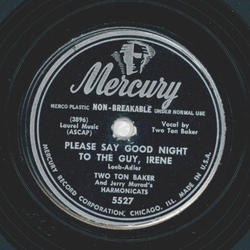 Mercury
MERCO PLASTIC NON-BREAKABLE UNDER NORMAL USE
(3896)
Laurel Music
(ASCAP)
Vocal by
Two Ton Baker
PLEASE SAY GOOD NIGHT
TO THE GUY, IRENE
Loeb-Adler
TWO TON BAKER
And Jerry Murad's
HARMONICATS
5527
MERCURY RECORD CORPORATION, CHICAGO, ILL. MADE IN U.S.A.